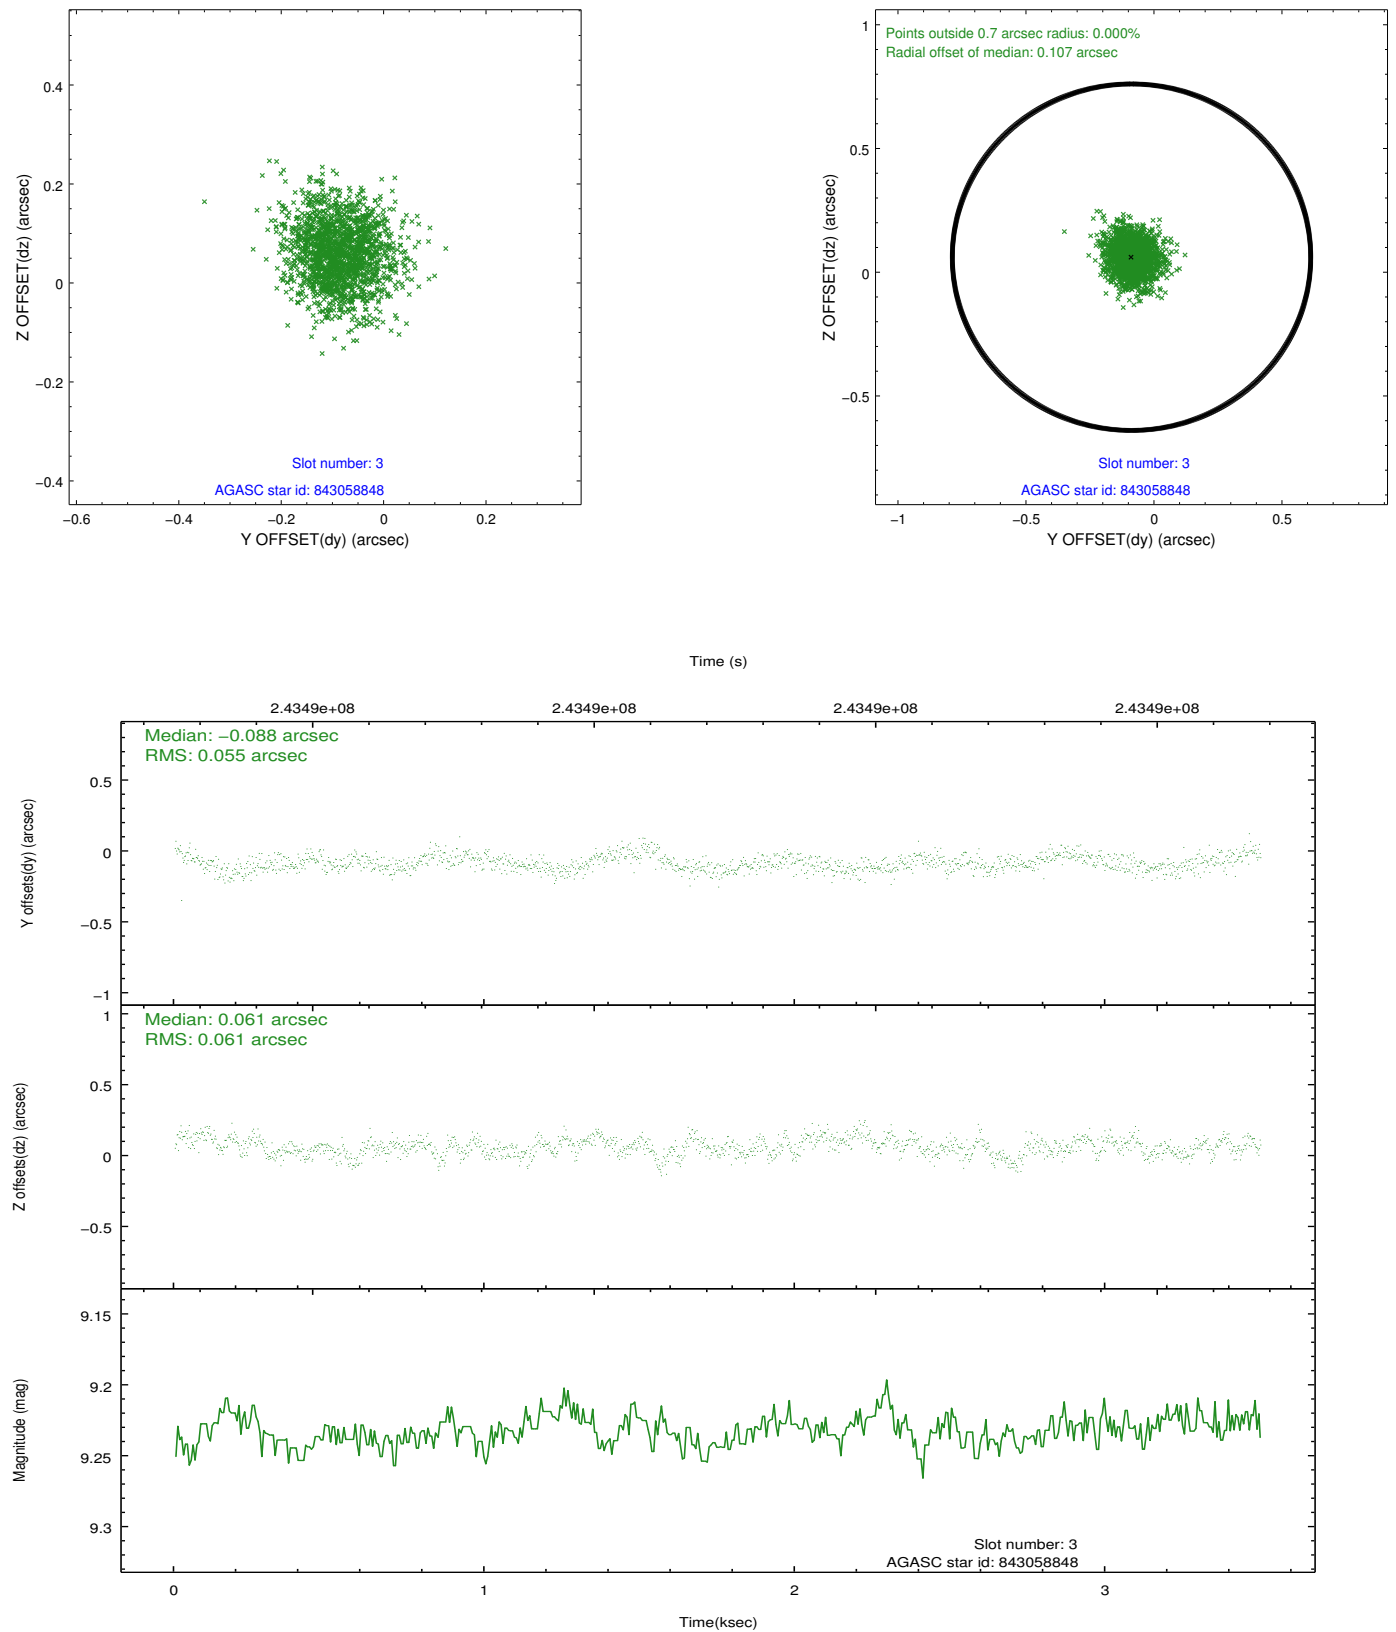 0.4
0.2
0
−0.2
−0.4
Z OFFSET(dz) (arcsec)
Slot number: 3
AGASC star id: 843058848
−0.6 −0.4 −0.2 0 0.2
Y OFFSET(dy) (arcsec)
Points outside 0.7 arcsec radius: 0.000%
Radial offset of median: 0.107 arcsec
1
0.5
0
−0.5
Z OFFSET(dz) (arcsec)
Slot number: 3
AGASC star id: 843058848
−1 −0.5 0 0.5
Y OFFSET(dy) (arcsec)
Time (s)
2.4349e+08 2.4349e+08 2.4349e+08 2.4349e+08
Median: −0.088 arcsec
RMS: 0.055 arcsec
0.5
0
−0.5
−1
Y offsets(dy) (arcsec)
Median: 0.061 arcsec
RMS: 0.061 arcsec
1
0.5
0
−0.5
Z offsets(dz) (arcsec)
9.15
9.2
9.25
9.3
Magnitude (mag)
Slot number: 3
AGASC star id: 843058848
0 1 2 3
Time(ksec)